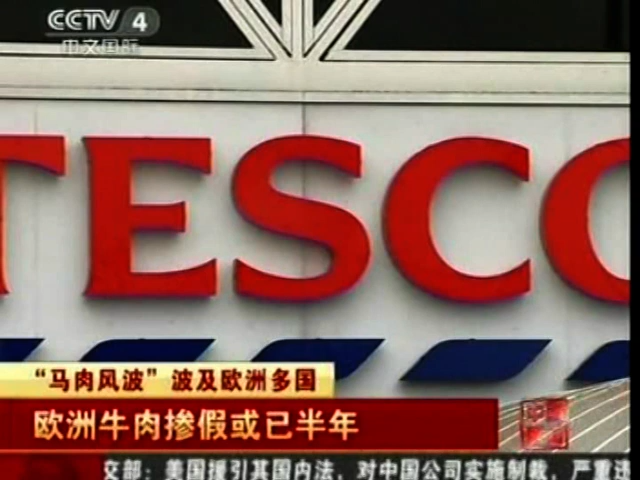 CCTV 4
中文国际
TESCO
“马肉风波”波及欧洲多国
欧洲牛肉掺假或已半年
交部：美国援引其国内法，对中国公司实施制裁，严重违